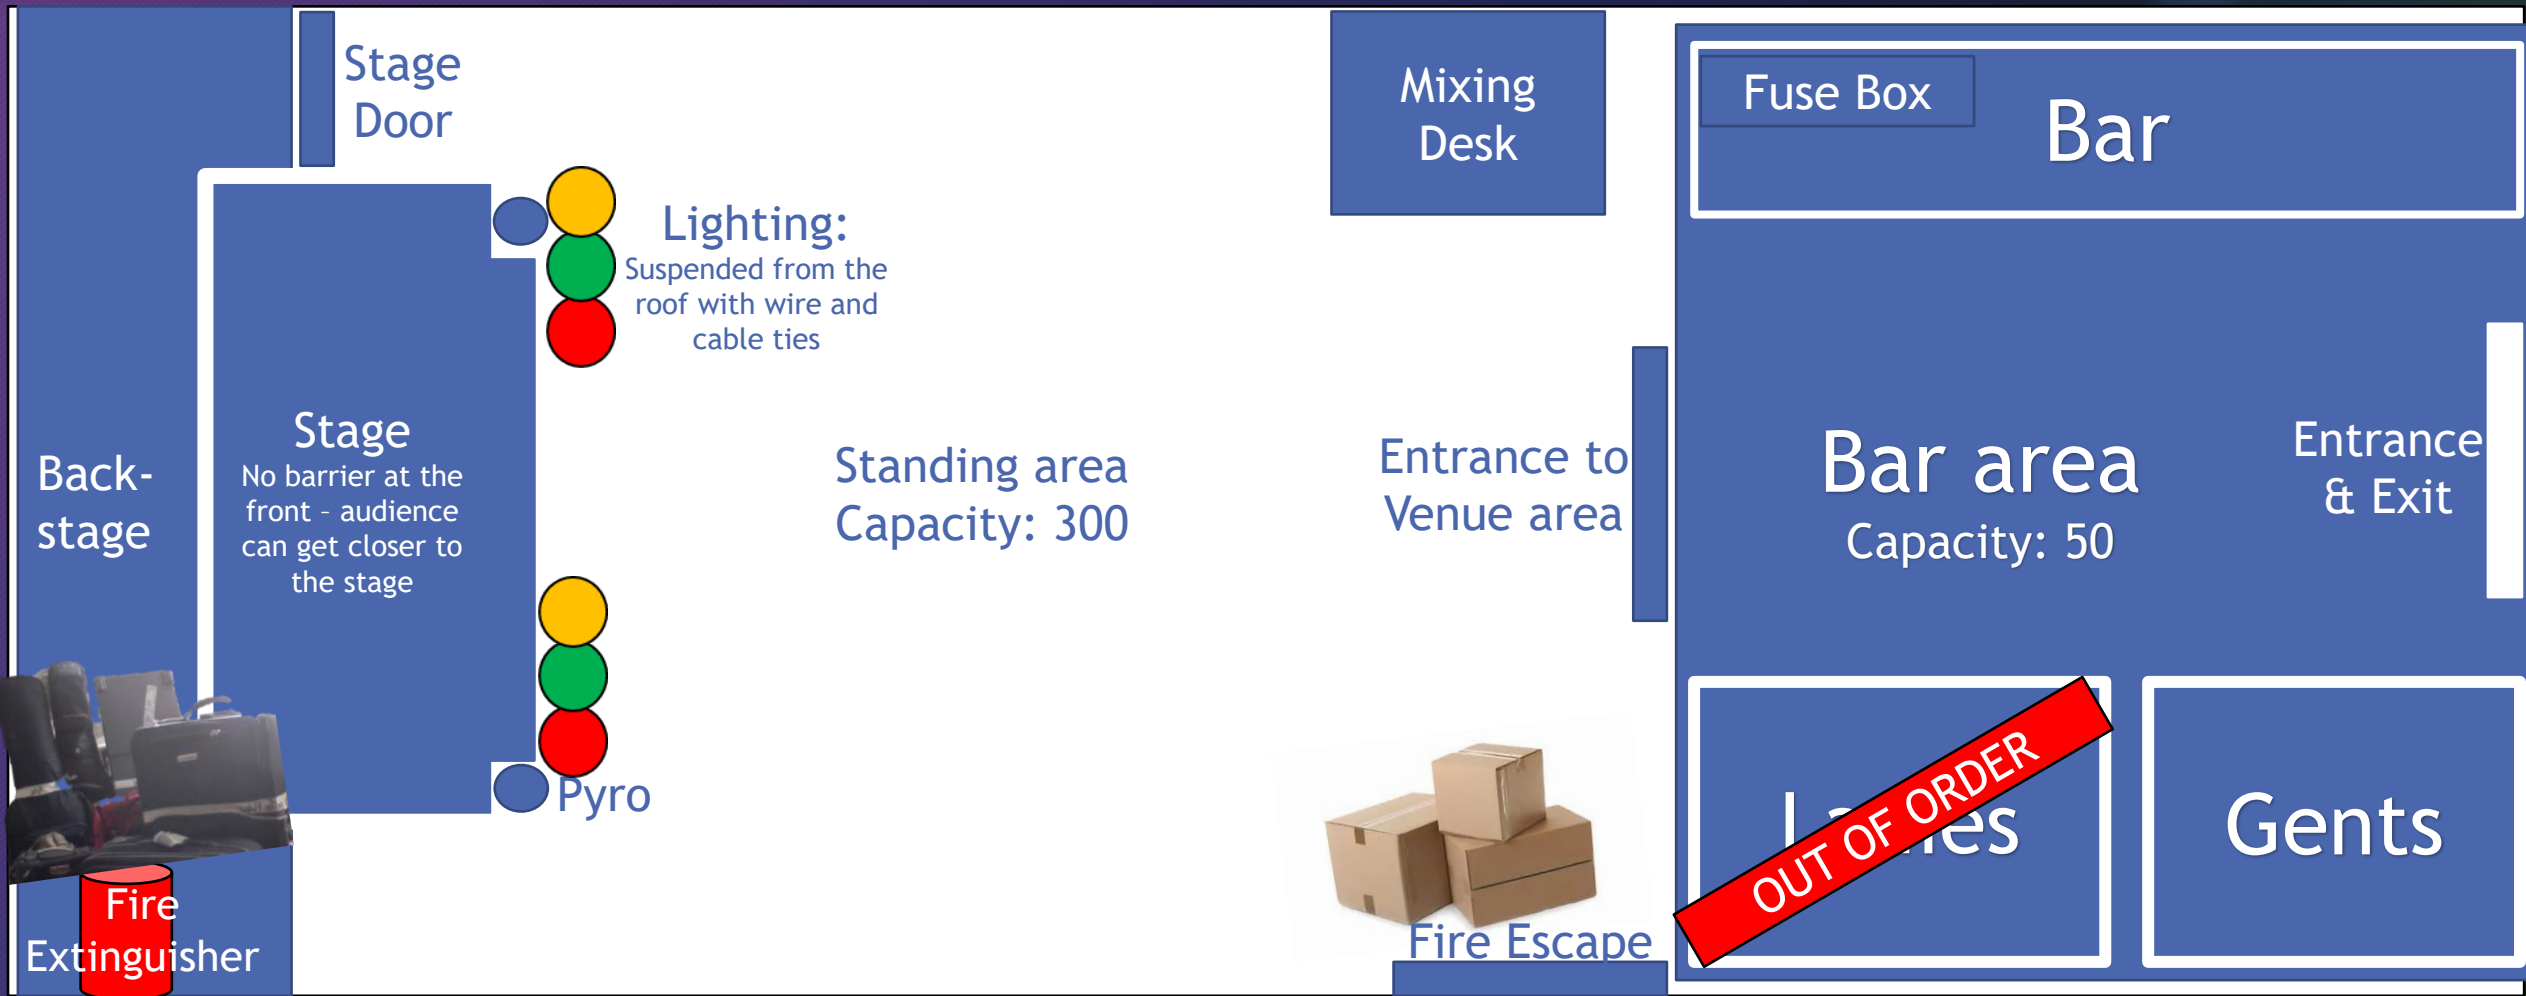 Stage
Door
Mixing
Desk
Fuse Box
Bar
Lighting:
Suspended from the
roof with wire and
cable ties
Back-
stage
Stage
No barrier at the
front – audience
can get closer to
the stage
Standing area
Capacity: 300
Entrance to
Venue area
Bar area
Capacity: 50
Entrance
& Exit
Pyro
Fire
Extinguisher
Fire Escape
OUT OF ORDER
Gents